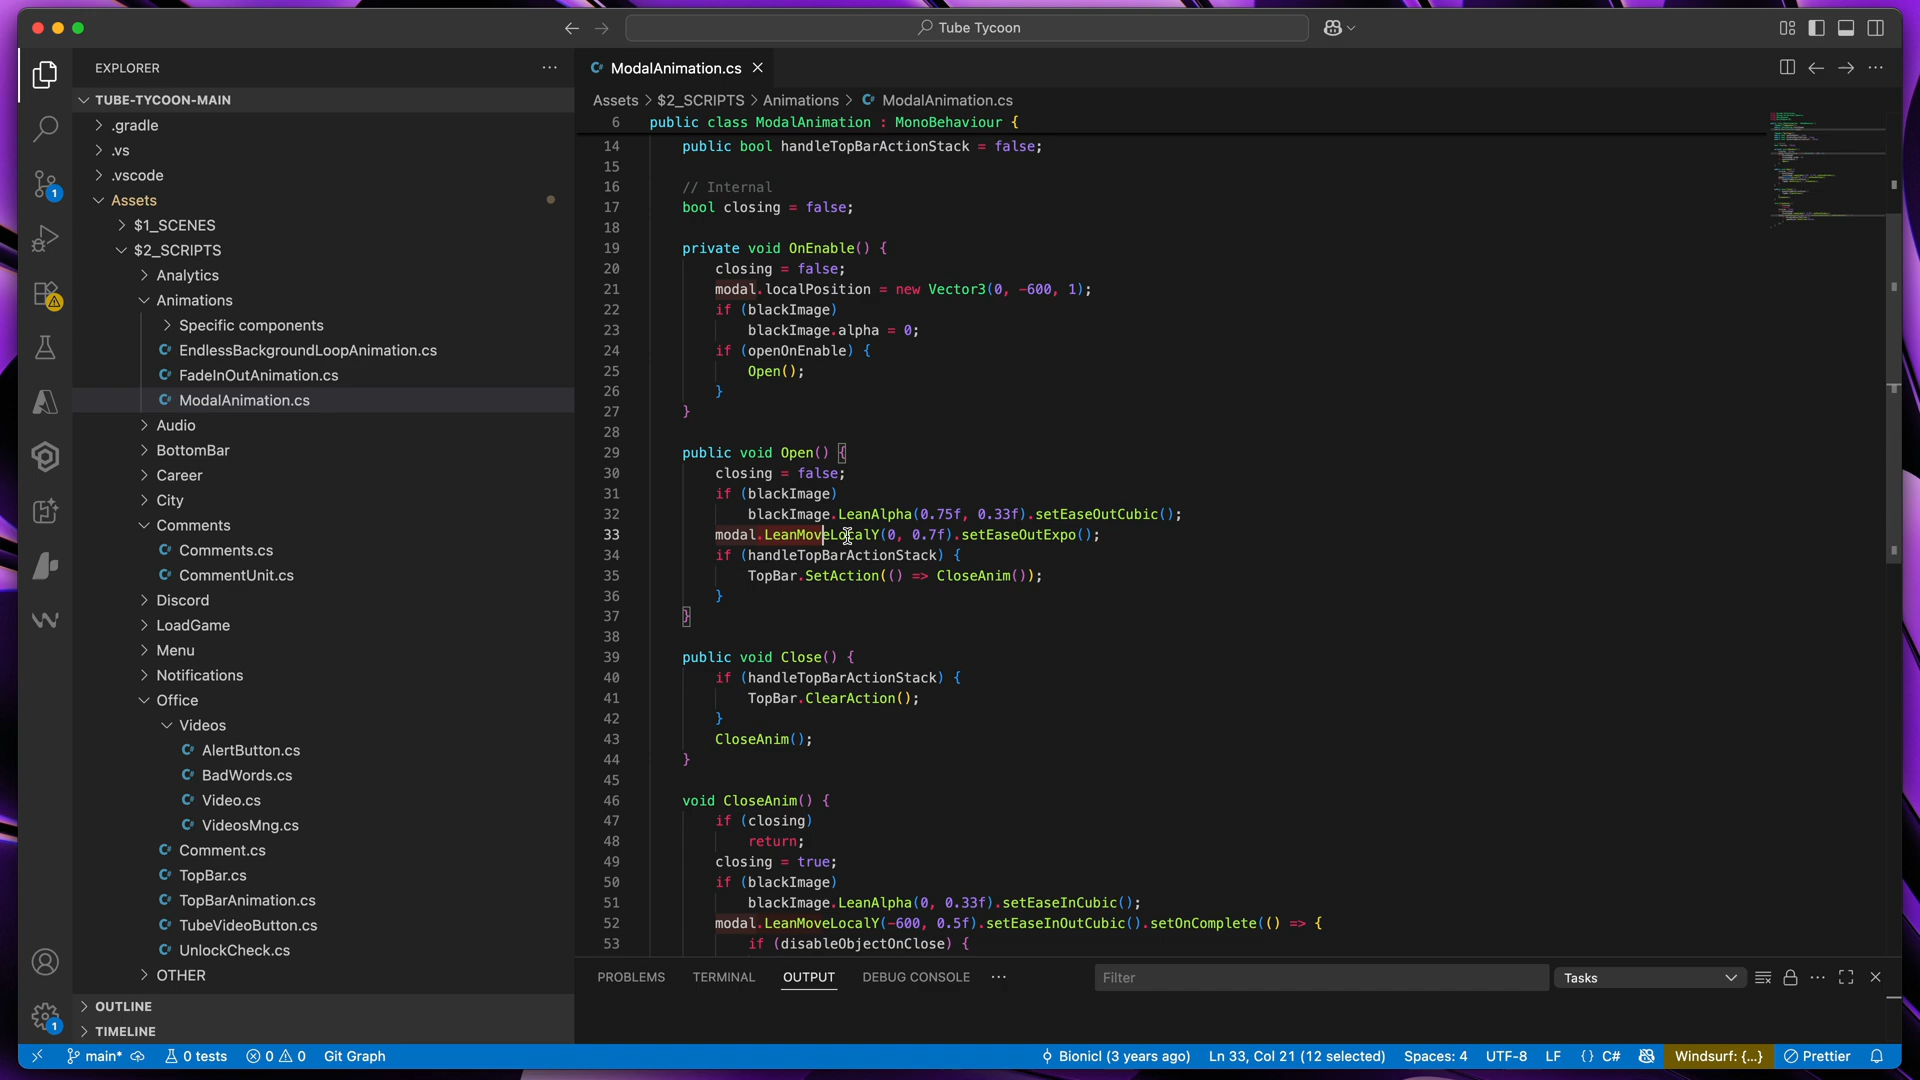 Tube Tycoon
EXPLORER
TUBE-TYCOON-MAIN
.gradle
.vs
.vscode
Assets
$1_SCENES
$2_SCRIPTS
Analytics
Animations
Specific components
EndlessBackgroundLoopAnimation.cs
FadeInOutAnimation.cs
ModalAnimation.cs
Audio
BottomBar
Career
City
Comments
Comments.cs
CommentUnit.cs
Discord
LoadGame
Menu
Notifications
Office
Videos
AlertButton.cs
BadWords.cs
Video.cs
VideosMng.cs
Comment.cs
TopBar.cs
TopBarAnimation.cs
TubeVideoButton.cs
UnlockCheck.cs
OTHER
OUTLINE
TIMELINE
1
1
ModalAnimation.cs
Assets > $2_SCRIPTS > Animations > ModalAnimation.cs
6 public class ModalAnimation : MonoBehaviour {
14 public bool handleTopBarActionStack = false;
15
16 // Internal
17 bool closing = false;
18
19 private void OnEnable() {
20 closing = false;
21 modal.localPosition = new Vector3(0, -600, 1);
22 if (blackImage)
23 blackImage.alpha = 0;
24 if (openOnEnable) {
25 Open();
26 }
27 }
28
29 public void Open() {
30 closing = false;
31 if (blackImage)
32 blackImage.LeanAlpha(0.75f, 0.33f).setEaseOutCubic();
33 modal.LeanMoveLocalY(0, 0.7f).setEaseOutExpo();
34 if (handleTopBarActionStack) {
35 TopBar.SetAction(() => CloseAnim());
36 }
37 }
38
39 public void Close() {
40 if (handleTopBarActionStack) {
41 TopBar.ClearAction();
42 }
43 CloseAnim();
44 }
45
46 void CloseAnim() {
47 if (closing)
48 return;
49 closing = true;
50 if (blackImage)
51 blackImage.LeanAlpha(0, 0.33f).setEaseInCubic();
52 modal.LeanMoveLocalY(-600, 0.5f).setEaseInOutCubic().setOnComplete(() => {
53 if (disableObjectOnClose) {
PROBLEMS TERMINAL OUTPUT DEBUG CONSOLE Filter Tasks
main* 0 tests 0 0 Git Graph Bionicl (3 years ago) Ln 33, Col 21 (12 selected) Spaces: 4 UTF-8 LF {} C# Windsurf: {...} Prettier